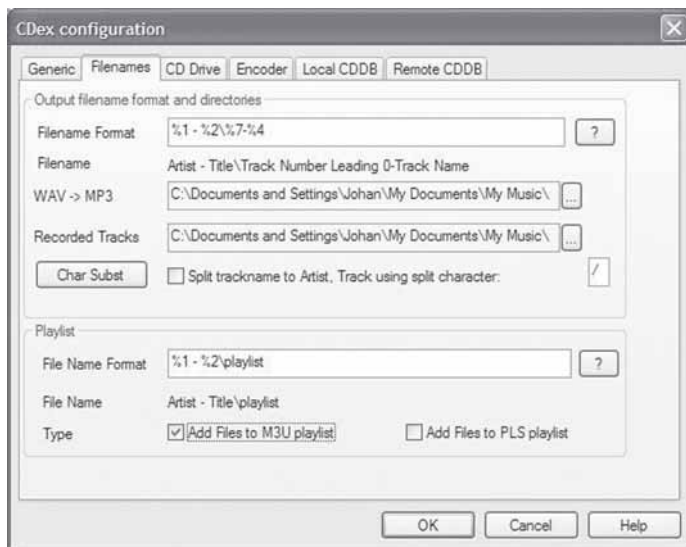 CDex configuration
Generic Filenames CD Drive Encoder Local CDDB Remote CDDB
Output filename format and directories
Filename Format %1 - %2\%7-%4 ?
Filename Artist - Title\Track Number Leading 0-Track Name
WAV -> MP3 C:\Documents and Settings\Johan\My Documents\My Music\ ...
Recorded Tracks C:\Documents and Settings\Johan\My Documents\My Music\ ...
Char Subst Split trackname to Artist, Track using split character: /
Playlist
File Name Format %1 - %2\playlist ?
File Name Artist - Title\playlist
Type Add Files to M3U playlist Add Files to PLS playlist
OK Cancel Help